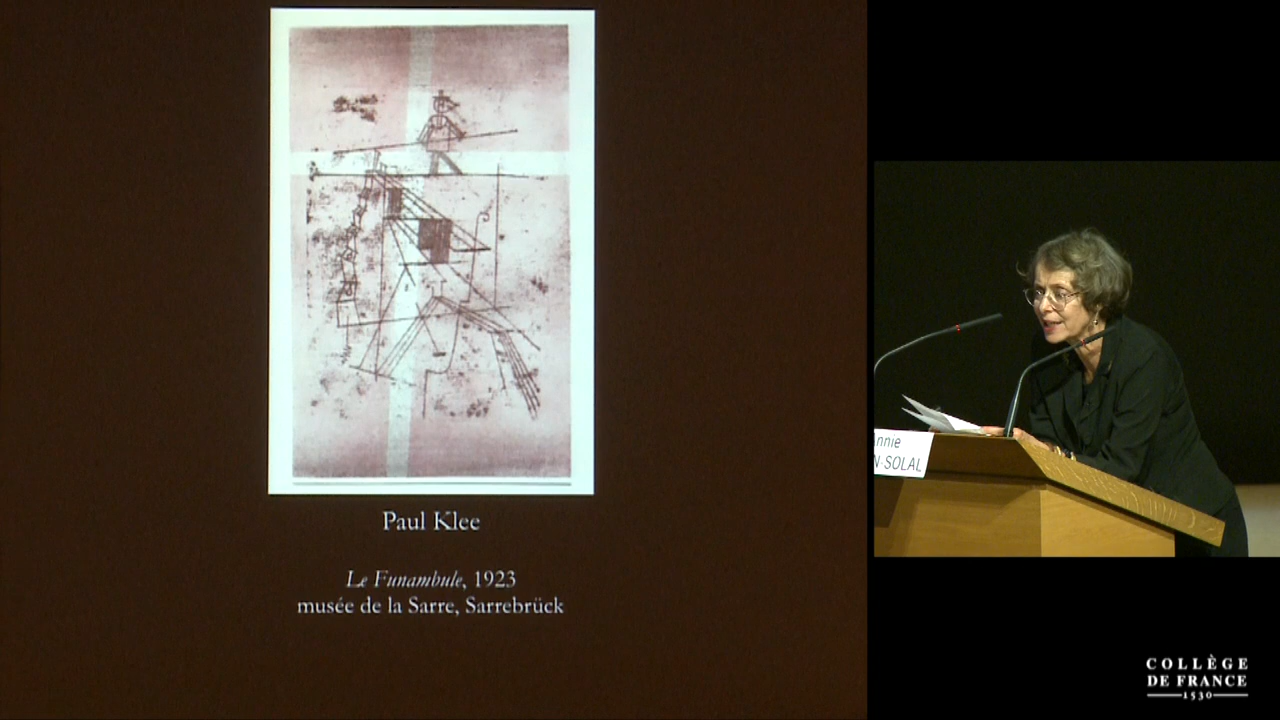 Paul Klee
Le Funambule, 1923
musée de la Sarre, Sarrebrück
nnie
N-SOLAL
COLLÈGE
DE FRANCE
1530